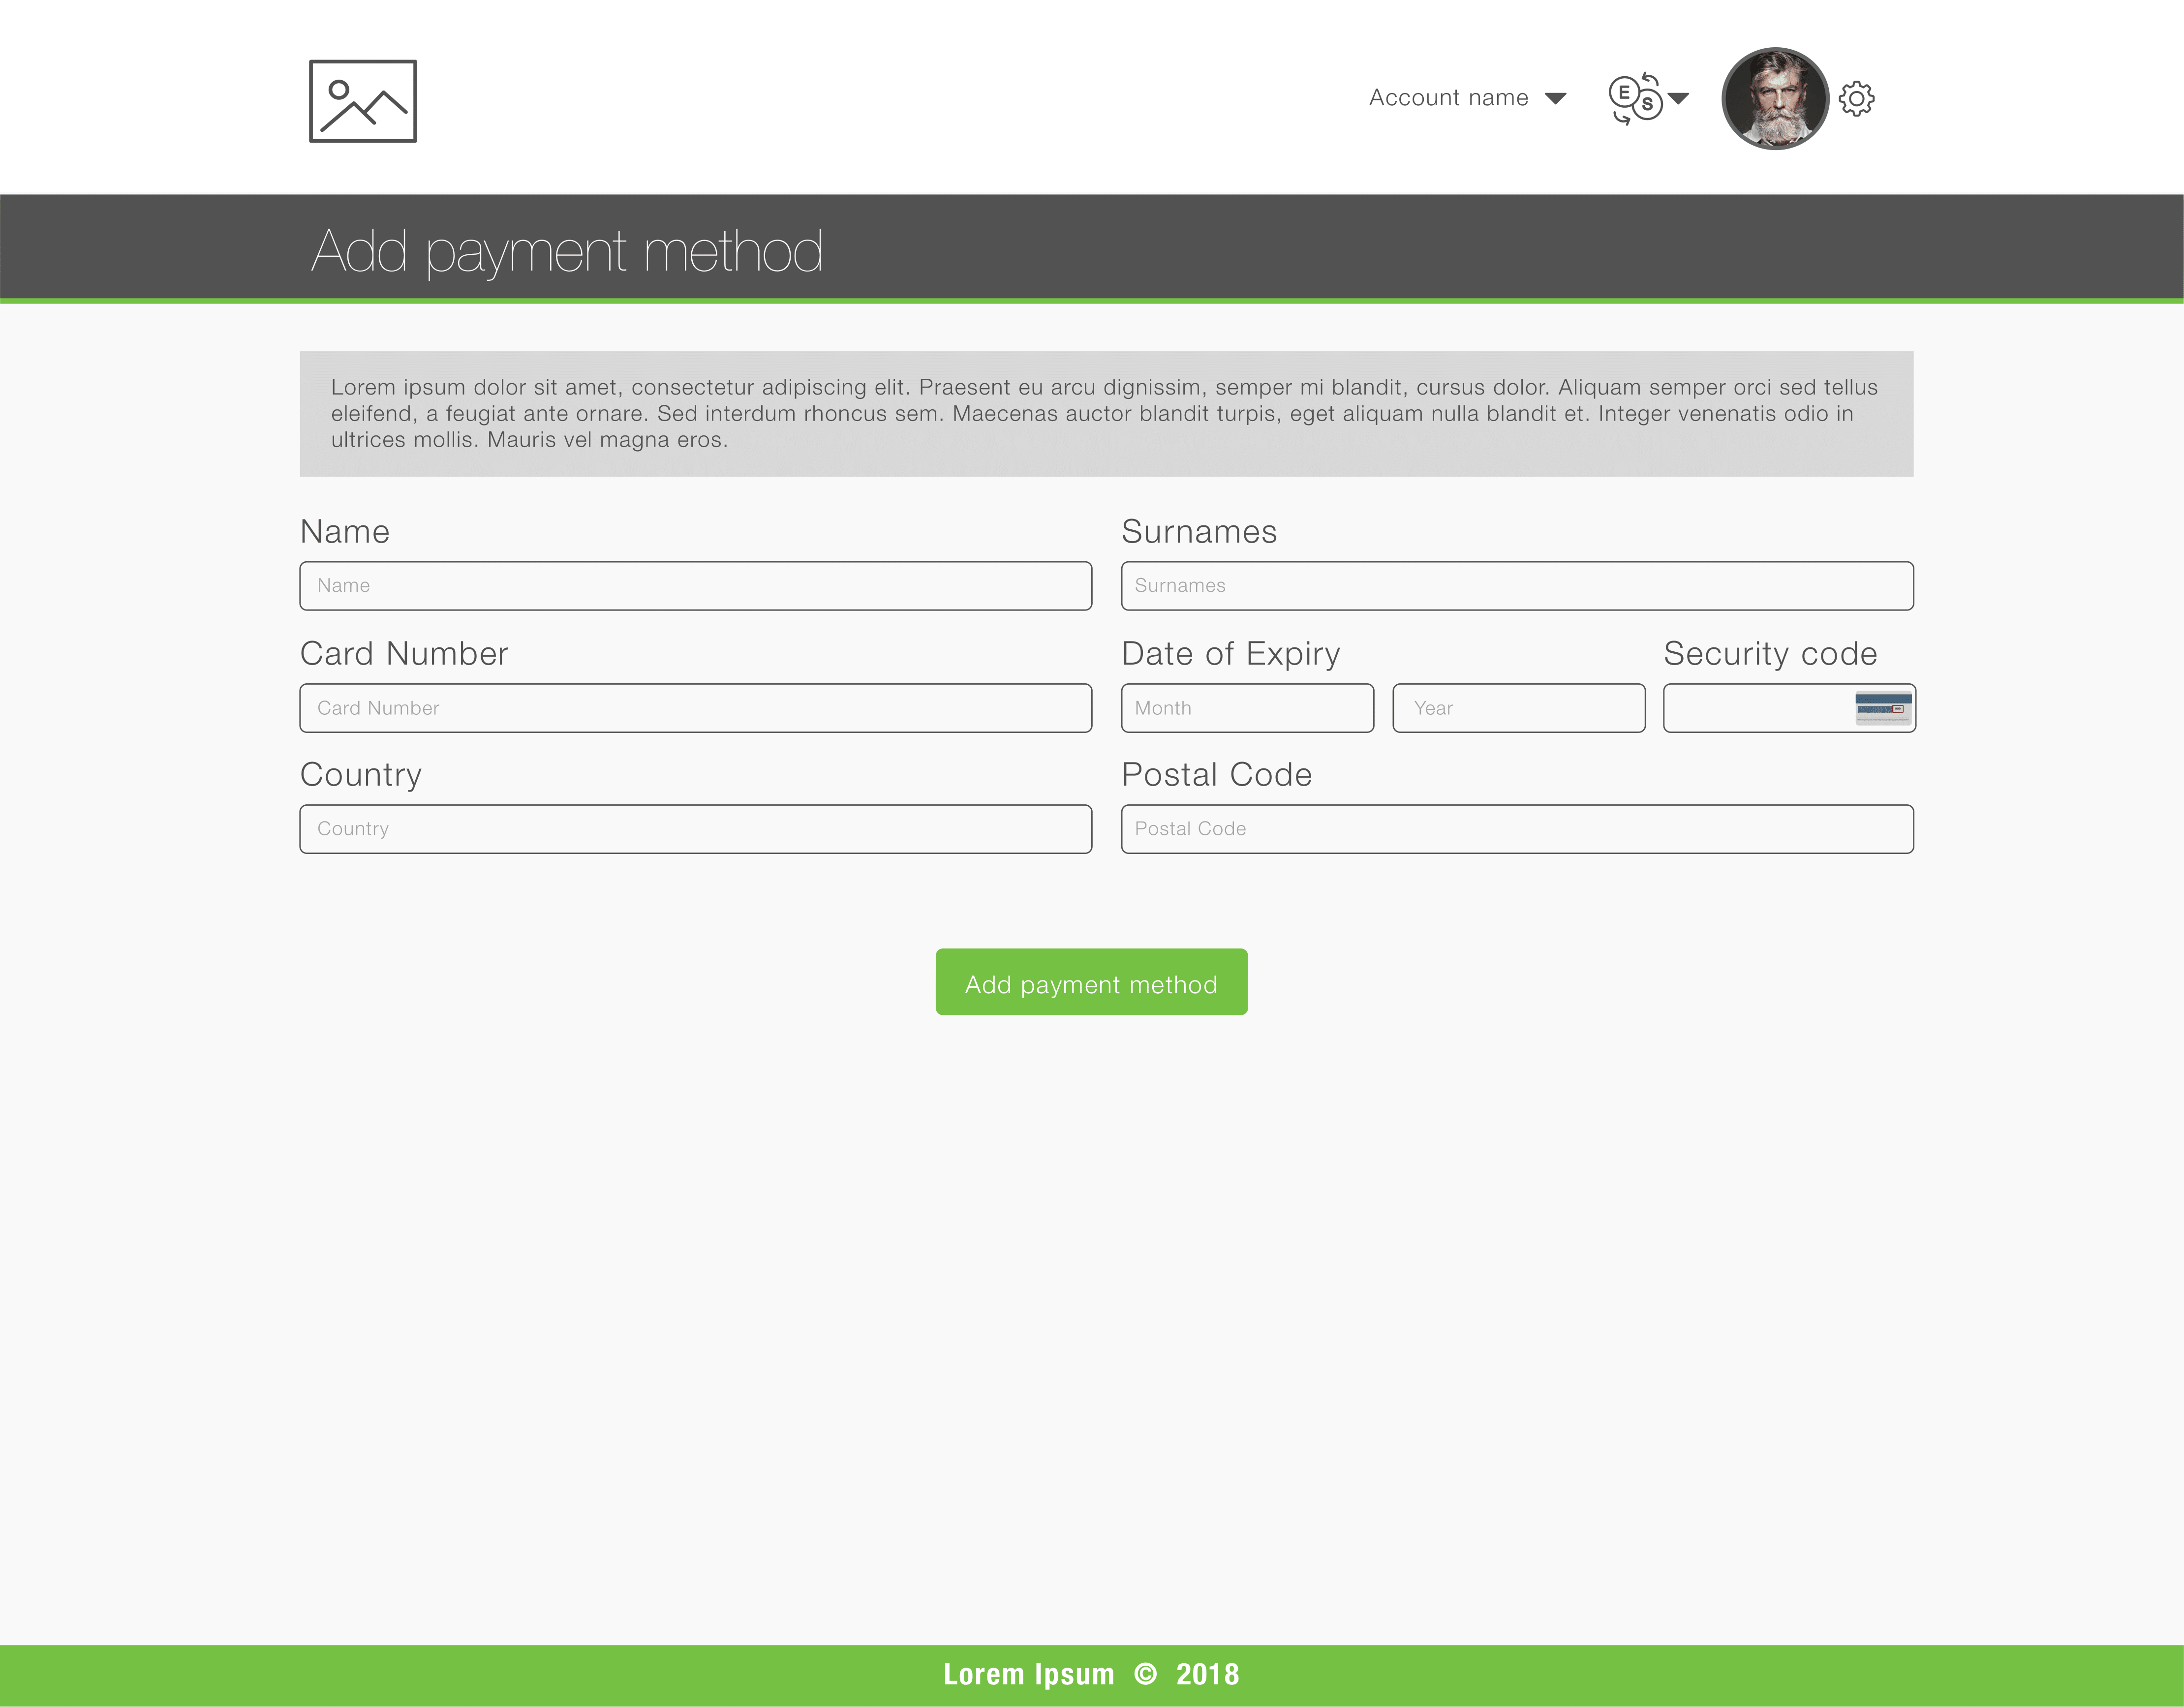 Account name
E
S
Add payment method
Lorem ipsum dolor sit amet, consectetur adipiscing elit. Praesent eu arcu dignissim, semper mi blandit, cursus dolor. Aliquam semper orci sed tellus
eleifend, a feugiat ante ornare. Sed interdum rhoncus sem. Maecenas auctor blandit turpis, eget aliquam nulla blandit et. Integer venenatis odio in
ultrices mollis. Mauris vel magna eros.
Name
Surnames
Name
Surnames
Card Number
Date of Expiry
Security code
Card Number
Month
Year
Country
Postal Code
Country
Postal Code
Add payment method
Lorem Ipsum © 2018